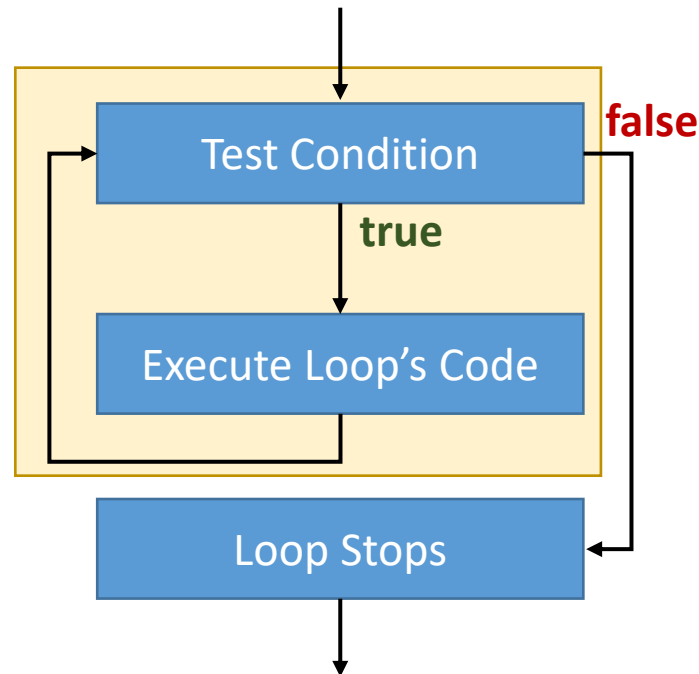 Test Condition
false
true
Execute Loop’s Code
Loop Stops